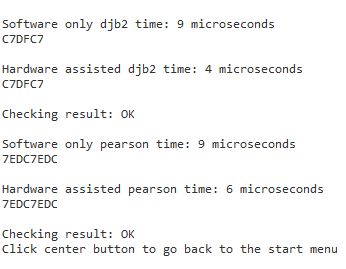 Software only djb2 time: 9 microseconds
C7DFC7
Hardware assisted djb2 time: 4 microseconds
C7DFC7
Checking result: OK
Software only pearson time: 9 microseconds
7EDC7EDC
Hardware assisted pearson time: 6 microseconds
7EDC7EDC
Checking result: OK
Click center button to go back to the start menu